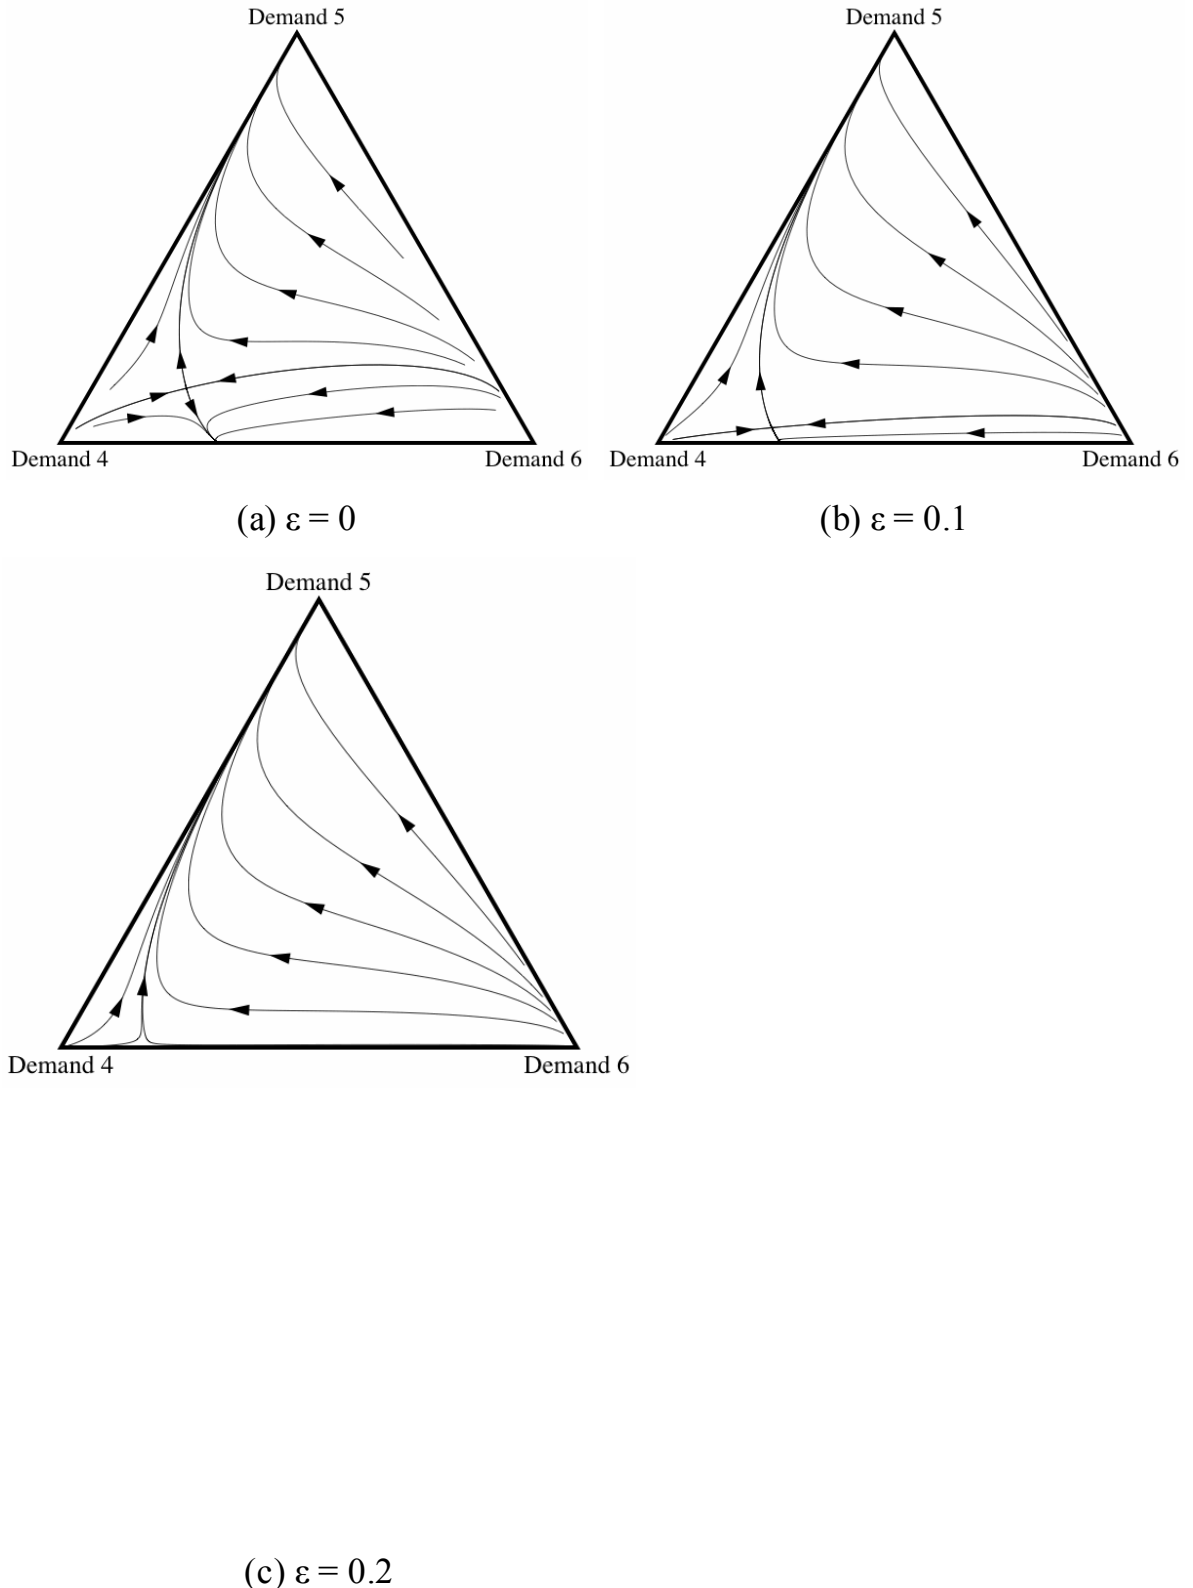 Demand 5
Demand 5
Demand 4
Demand 6
Demand 4
Demand 6
(a) ε = 0
(b) ε = 0.1
Demand 5
Demand 4
Demand 6
(c) ε = 0.2